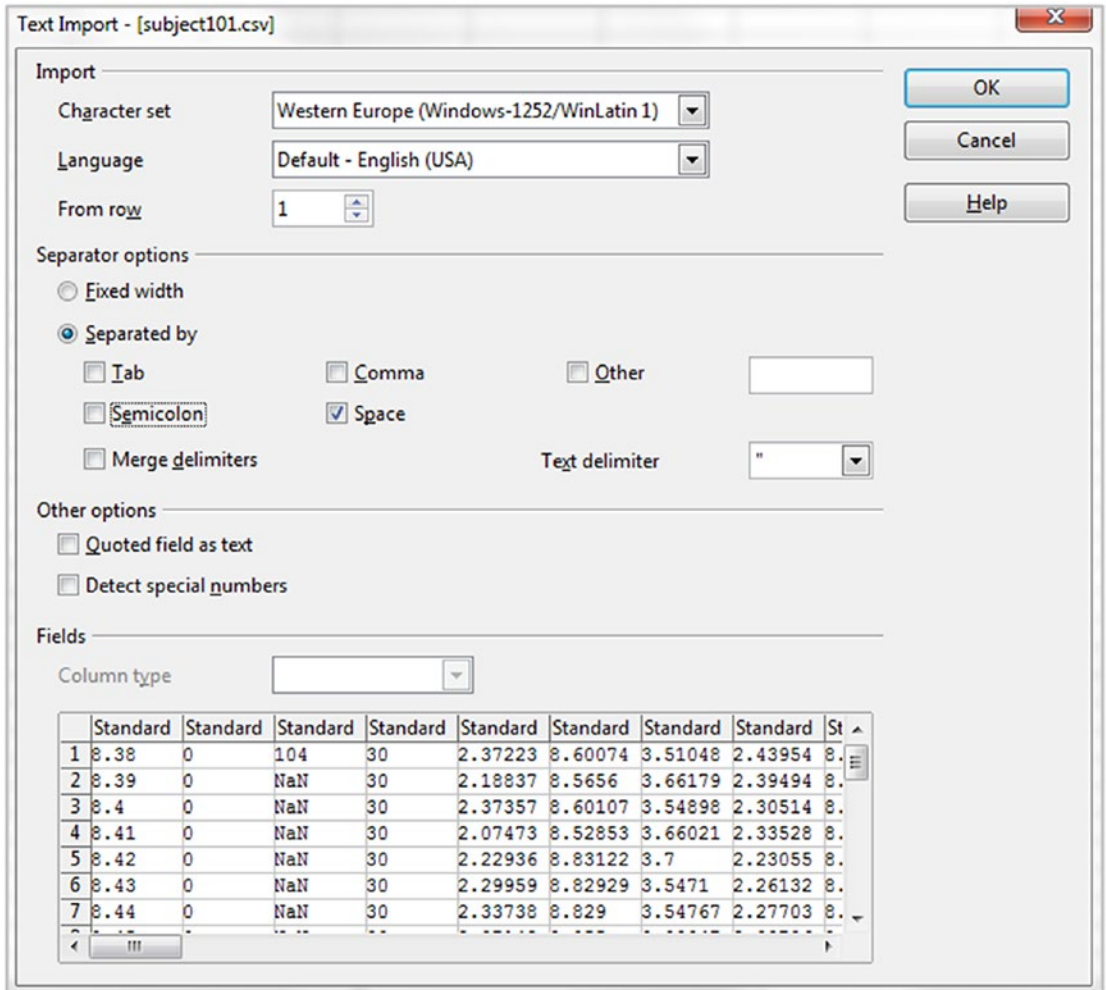 Text Import - [subject101.csv]
Import
OK
Character set Western Europe (Windows-1252/WinLatin 1)
Cancel
Language Default - English (USA)
From row 1
Help
Separator options
Fixed width
Separated by
Tab Comma Other
Semicolon Space
Merge delimiters Text delimiter "
Other options
Quoted field as text
Detect special numbers
Fields
Column type
Standard Standard Standard Standard Standard Standard Standard Standard St
1 8.38 0 104 30 2.37223 8.60074 3.51048 2.43954 8.
2 8.39 0 NaN 30 2.18837 8.5656 3.66179 2.39494 8.
3 8.4 0 NaN 30 2.37357 8.60107 3.54898 2.30514 8.
4 8.41 0 NaN 30 2.07473 8.52853 3.66021 2.33528 8.
5 8.42 0 NaN 30 2.22936 8.83122 3.7 2.23055 8.
6 8.43 0 NaN 30 2.29959 8.82929 3.5471 2.26132 8.
7 8.44 0 NaN 30 2.33738 8.829 3.54767 2.27703 8.